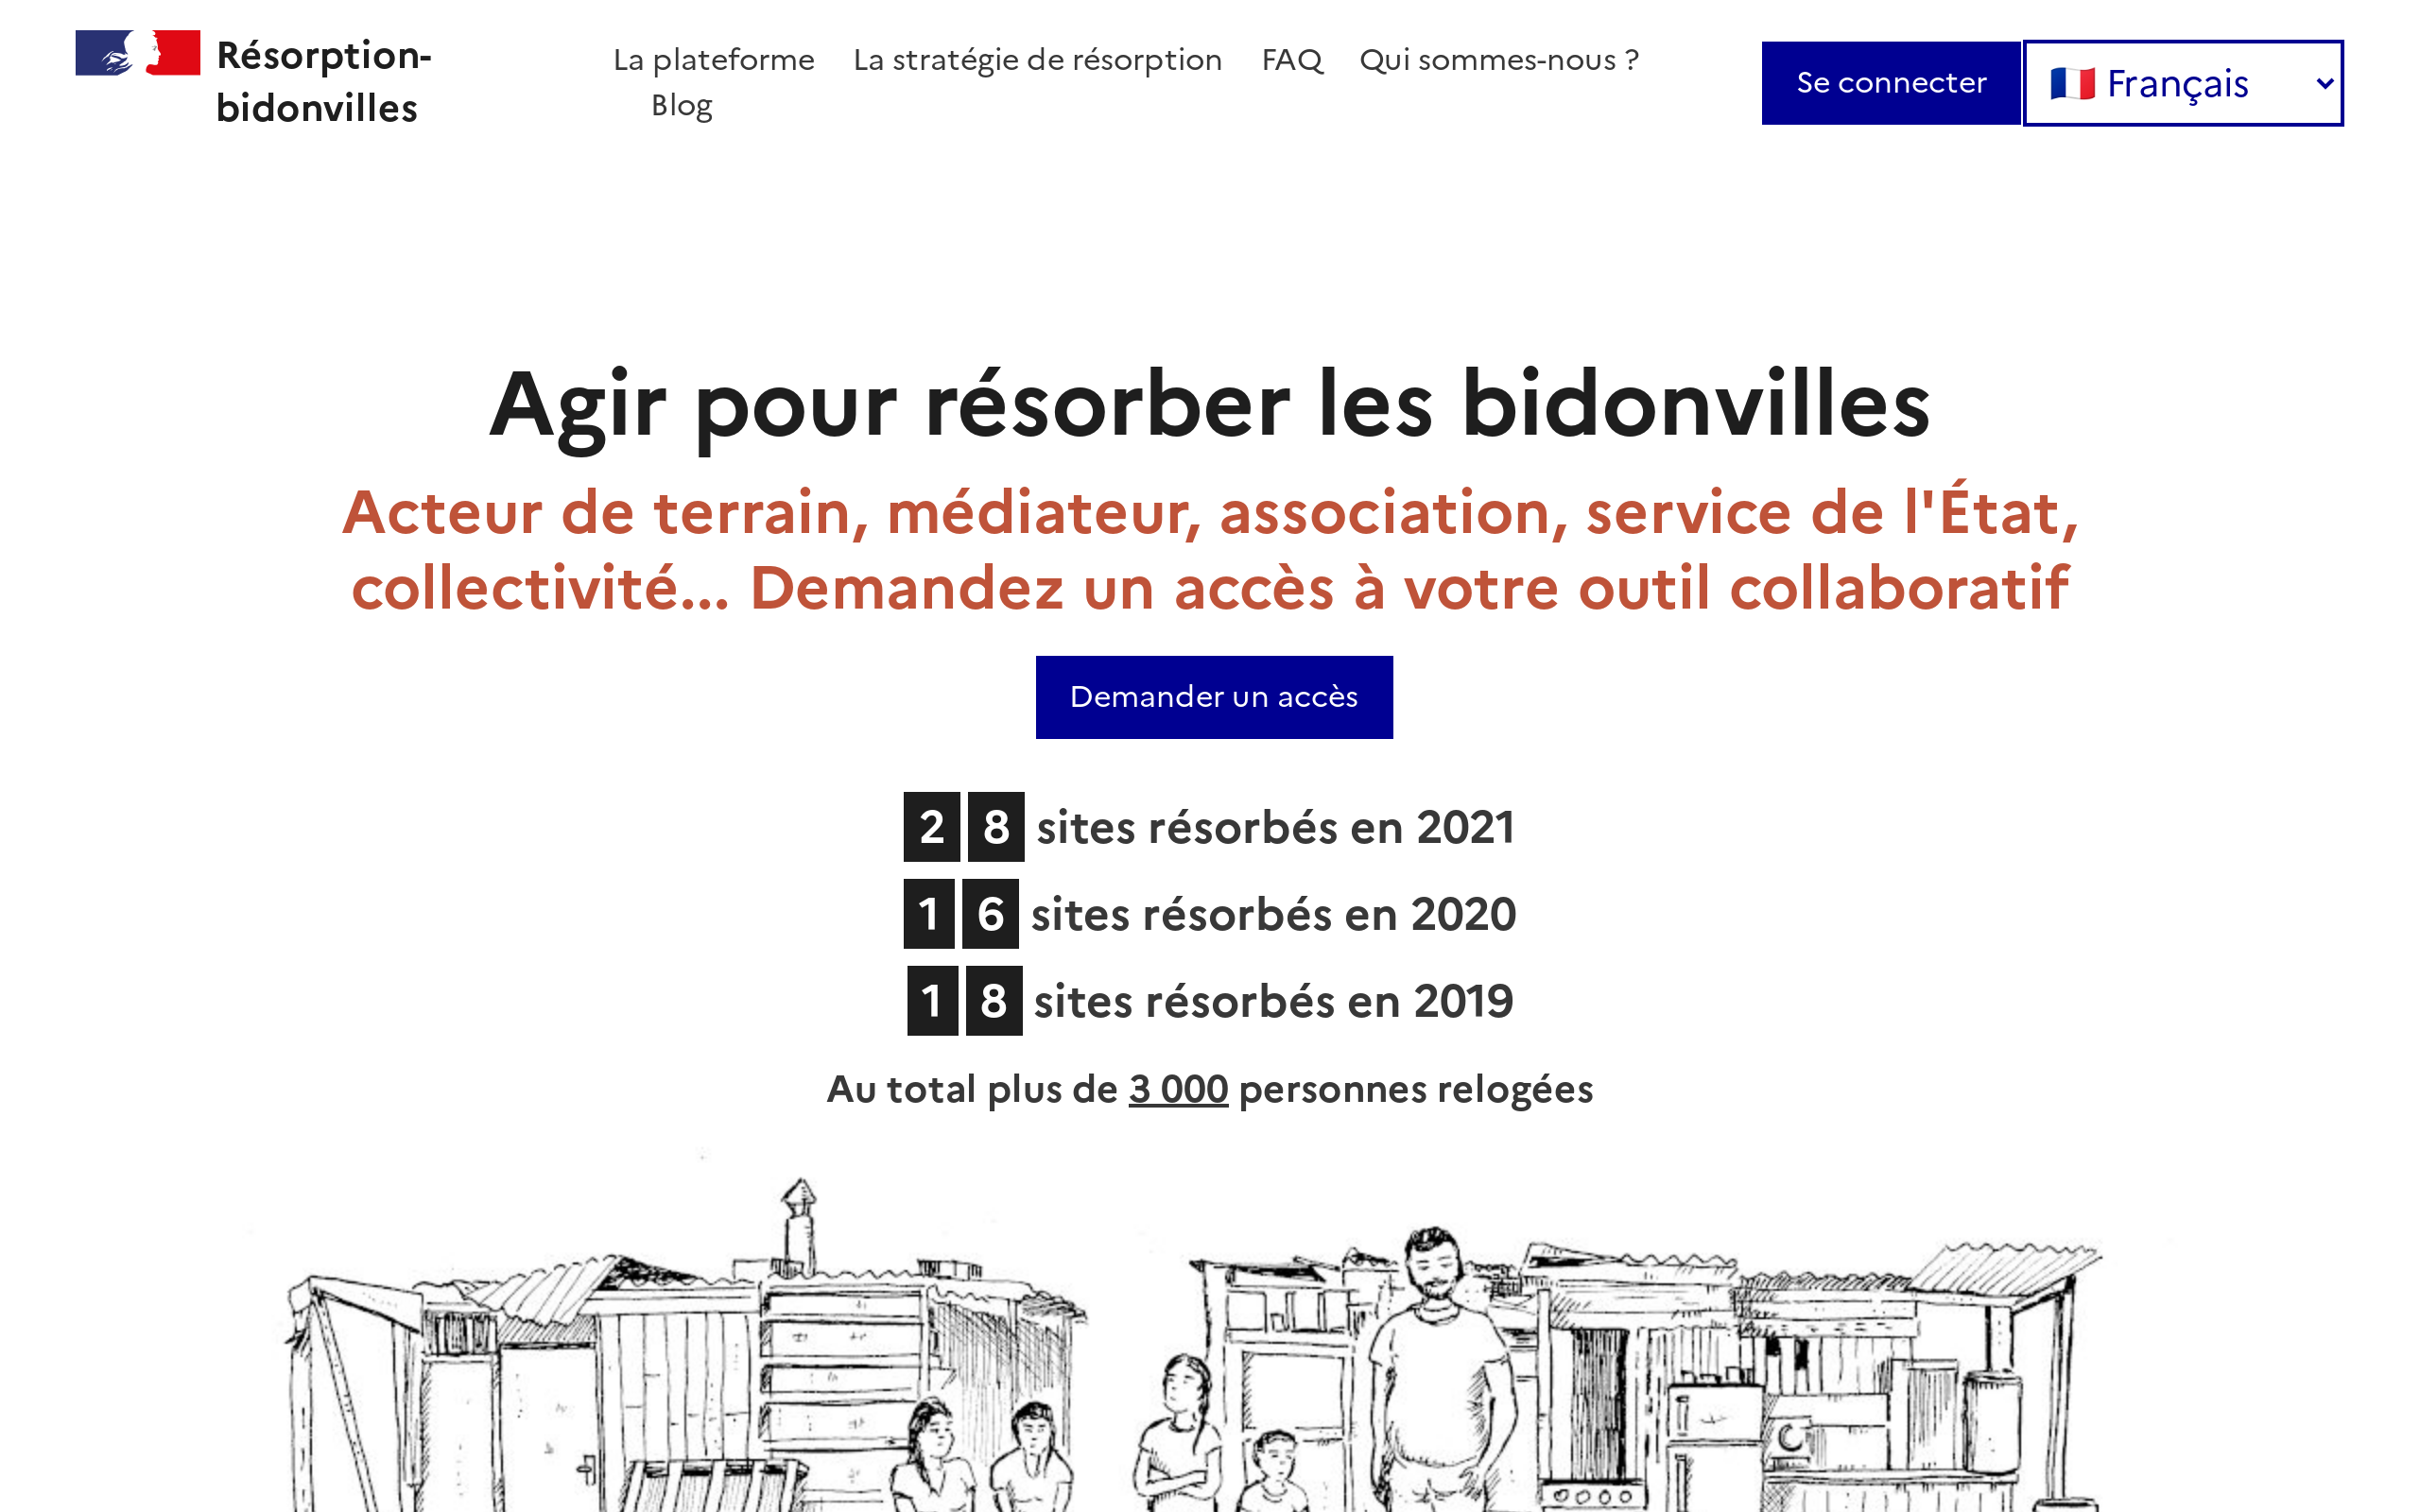 Résorption-
bidonvilles
La plateforme La stratégie de résorption FAQ Qui sommes-nous ?
Blog
Se connecter
🇫🇷 Français
Agir pour résorber les bidonvilles
Acteur de terrain, médiateur, association, service de l'État,
collectivité... Demandez un accès à votre outil collaboratif
Demander un accès
2 8 sites résorbés en 2021
1 6 sites résorbés en 2020
1 8 sites résorbés en 2019
Au total plus de 3 000 personnes relogées